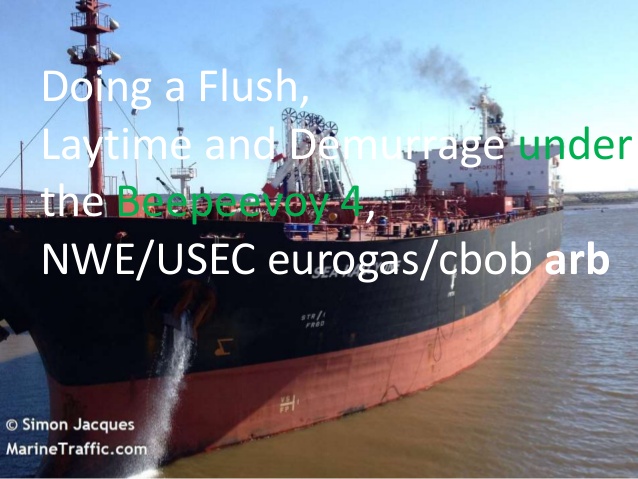 Doing a Flush,
Laytime and Demurrage under
the Beepeevoy 4,
NWE/USEC eurogas/cbob arb
© Simon Jacques
MarineTraffic.com